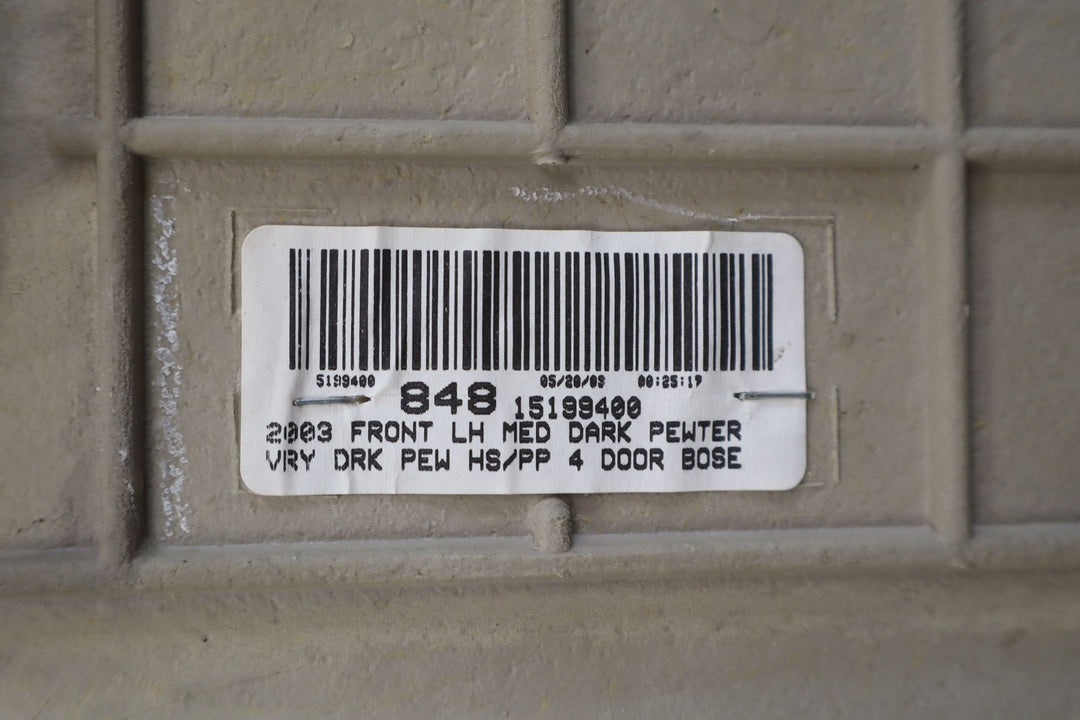 5199400 05/20/03 00:25:17
848 15199400
2003 FRONT LH MED DARK PEWTER
VRY DRK PEW HS/PP 4 DOOR BOSE